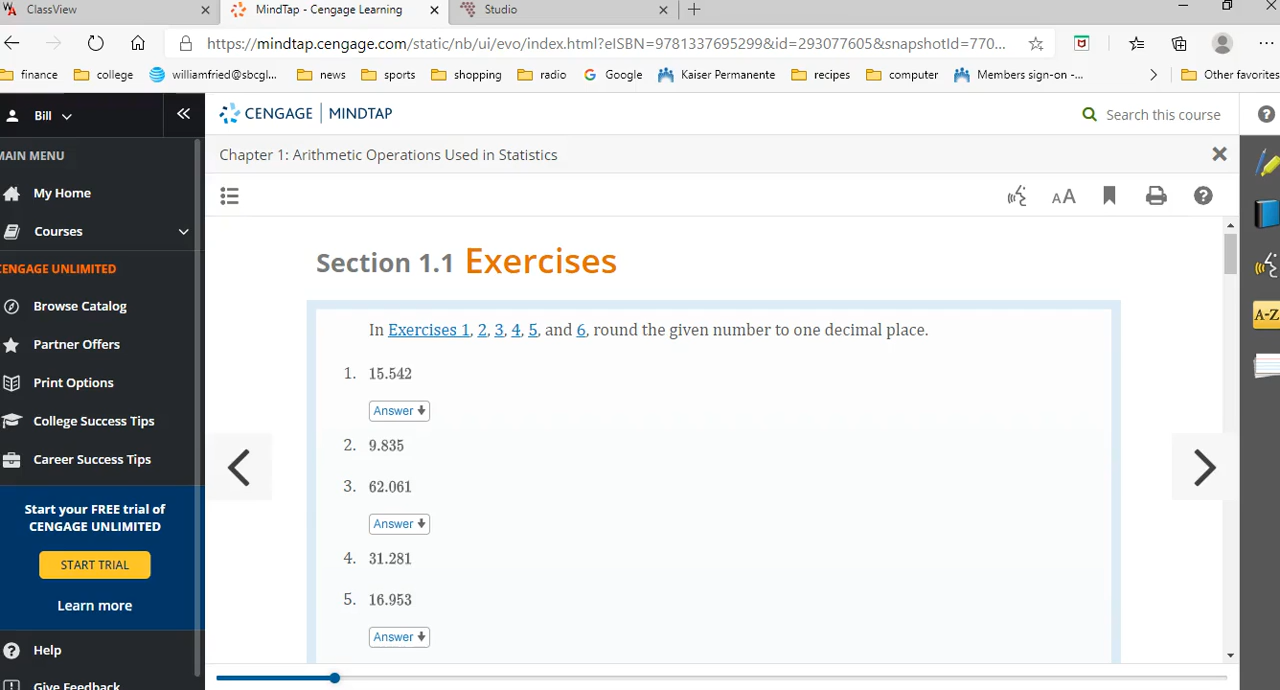 ClassView
MindTap - Cengage Learning
Studio
https://mindtap.cengage.com/static/nb/ui/evo/index.html?eISBN=9781337695299&id=293077605&snapshotId=770...
finance college williamfried@sbcgl... news sports shopping radio Google Kaiser Permanente recipes computer Members sign-on -... Other favorites
Bill
CENGAGE | MINDTAP
Search this course
MAIN MENU
Chapter 1: Arithmetic Operations Used in Statistics
My Home
AA
Courses
Section 1.1 Exercises
CENGAGE UNLIMITED
Browse Catalog
A-Z
In Exercises 1, 2, 3, 4, 5, and 6, round the given number to one decimal place.
Partner Offers
1. 15.542
Print Options
Answer
College Success Tips
2. 9.835
Career Success Tips
3. 62.061
Start your FREE trial of
CENGAGE UNLIMITED
Answer
START TRIAL
4. 31.281
Learn more
5. 16.953
Answer
Help
Give Feedback